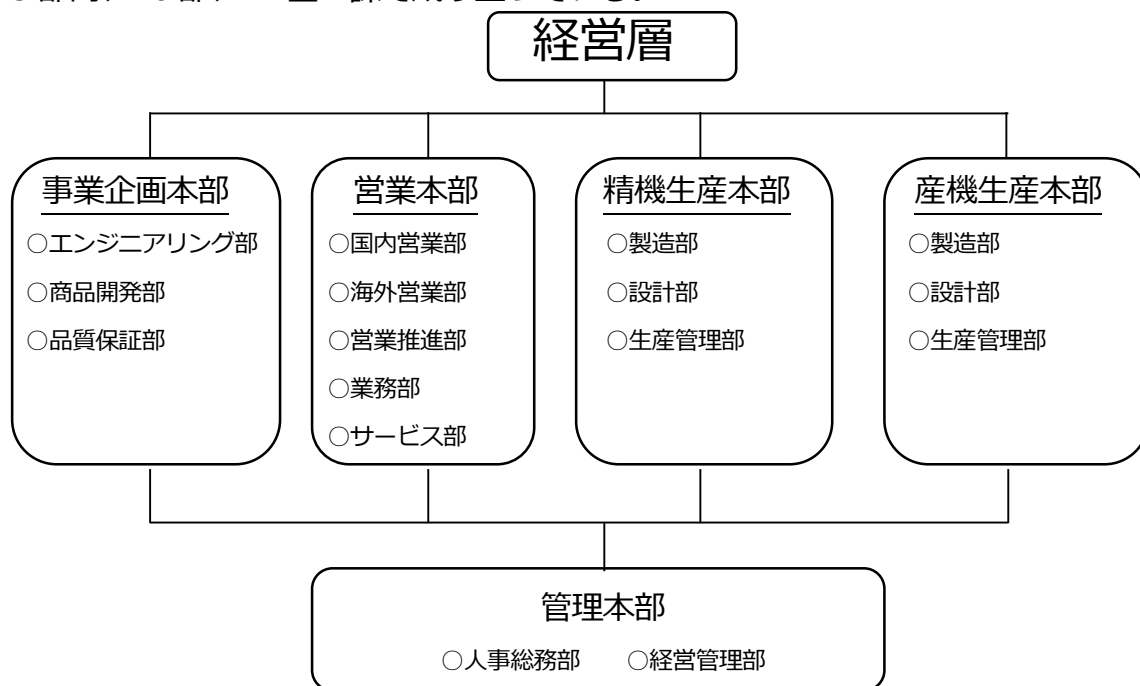 経営層
事業企画本部
○エンジニアリング部
○商品開発部
○品質保証部
営業本部
○国内営業部
○海外営業部
○営業推進部
○業務部
○サービス部
精機生産本部
○製造部
○設計部
○生産管理部
産機生産本部
○製造部
○設計部
○生産管理部
管理本部
○人事総務部 ○経営管理部